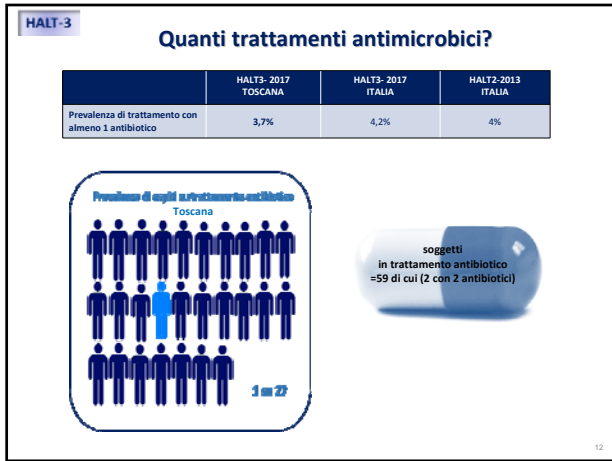 HALT-3
Quanti trattamenti antimicrobici?
HALT3- 2017
TOSCANA
HALT3- 2017
ITALIA
HALT2-2013
ITALIA
Prevalenza di trattamento con
almeno 1 antibiotico
3,7%
4,2%
4%
Prevalenza di ospiti in trattamento antibiotico
Toscana
soggetti
in trattamento antibiotico
=59 di cui (2 con 2 antibiotici)
1 su 27
12